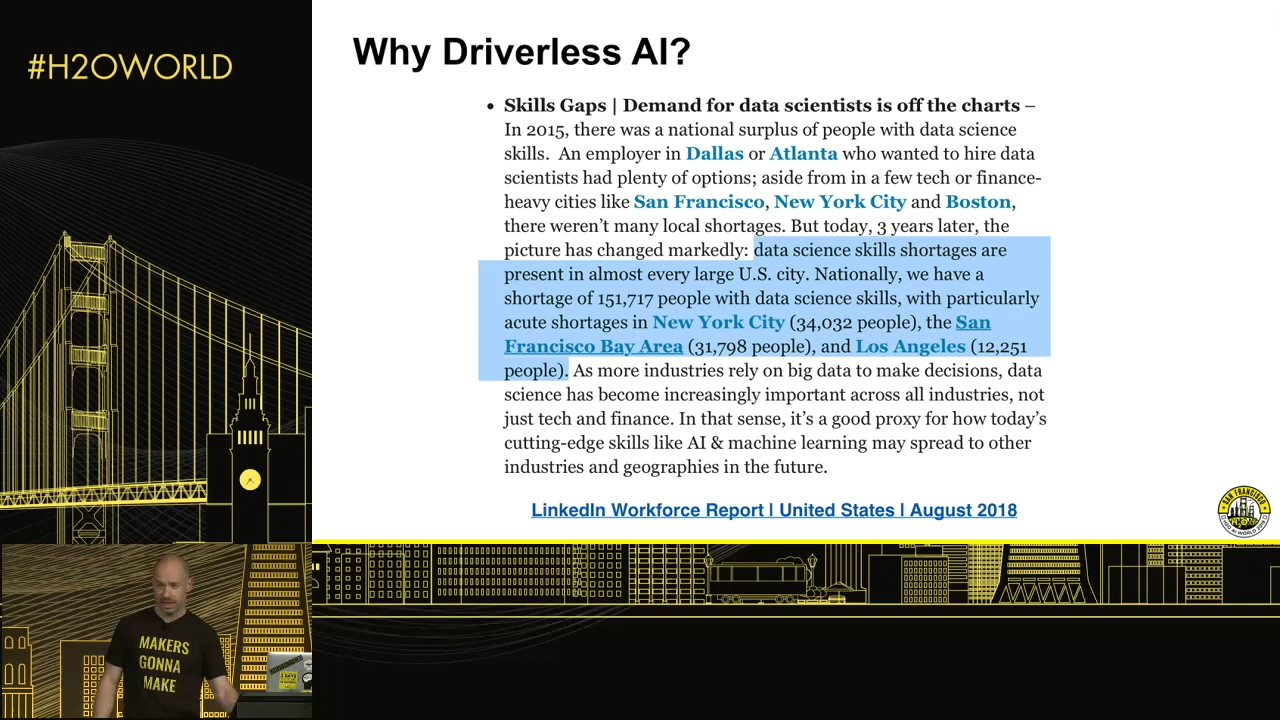 #H2OWORLD
Why Driverless AI?
• Skills Gaps | Demand for data scientists is off the charts –
In 2015, there was a national surplus of people with data science
skills.  An employer in Dallas or Atlanta who wanted to hire data
scientists had plenty of options; aside from in a few tech or finance-
heavy cities like San Francisco, New York City and Boston,
there weren’t many local shortages. But today, 3 years later, the
picture has changed markedly: data science skills shortages are
present in almost every large U.S. city. Nationally, we have a
shortage of 151,717 people with data science skills, with particularly
acute shortages in New York City (34,032 people), the San
Francisco Bay Area (31,798 people), and Los Angeles (12,251
people). As more industries rely on big data to make decisions, data
science has become increasingly important across all industries, not
just tech and finance. In that sense, it’s a good proxy for how today’s
cutting-edge skills like AI & machine learning may spread to other
industries and geographies in the future.
LinkedIn Workforce Report | United States | August 2018
SAN FRANCISCO
MAKERS
GONNA
MAKE